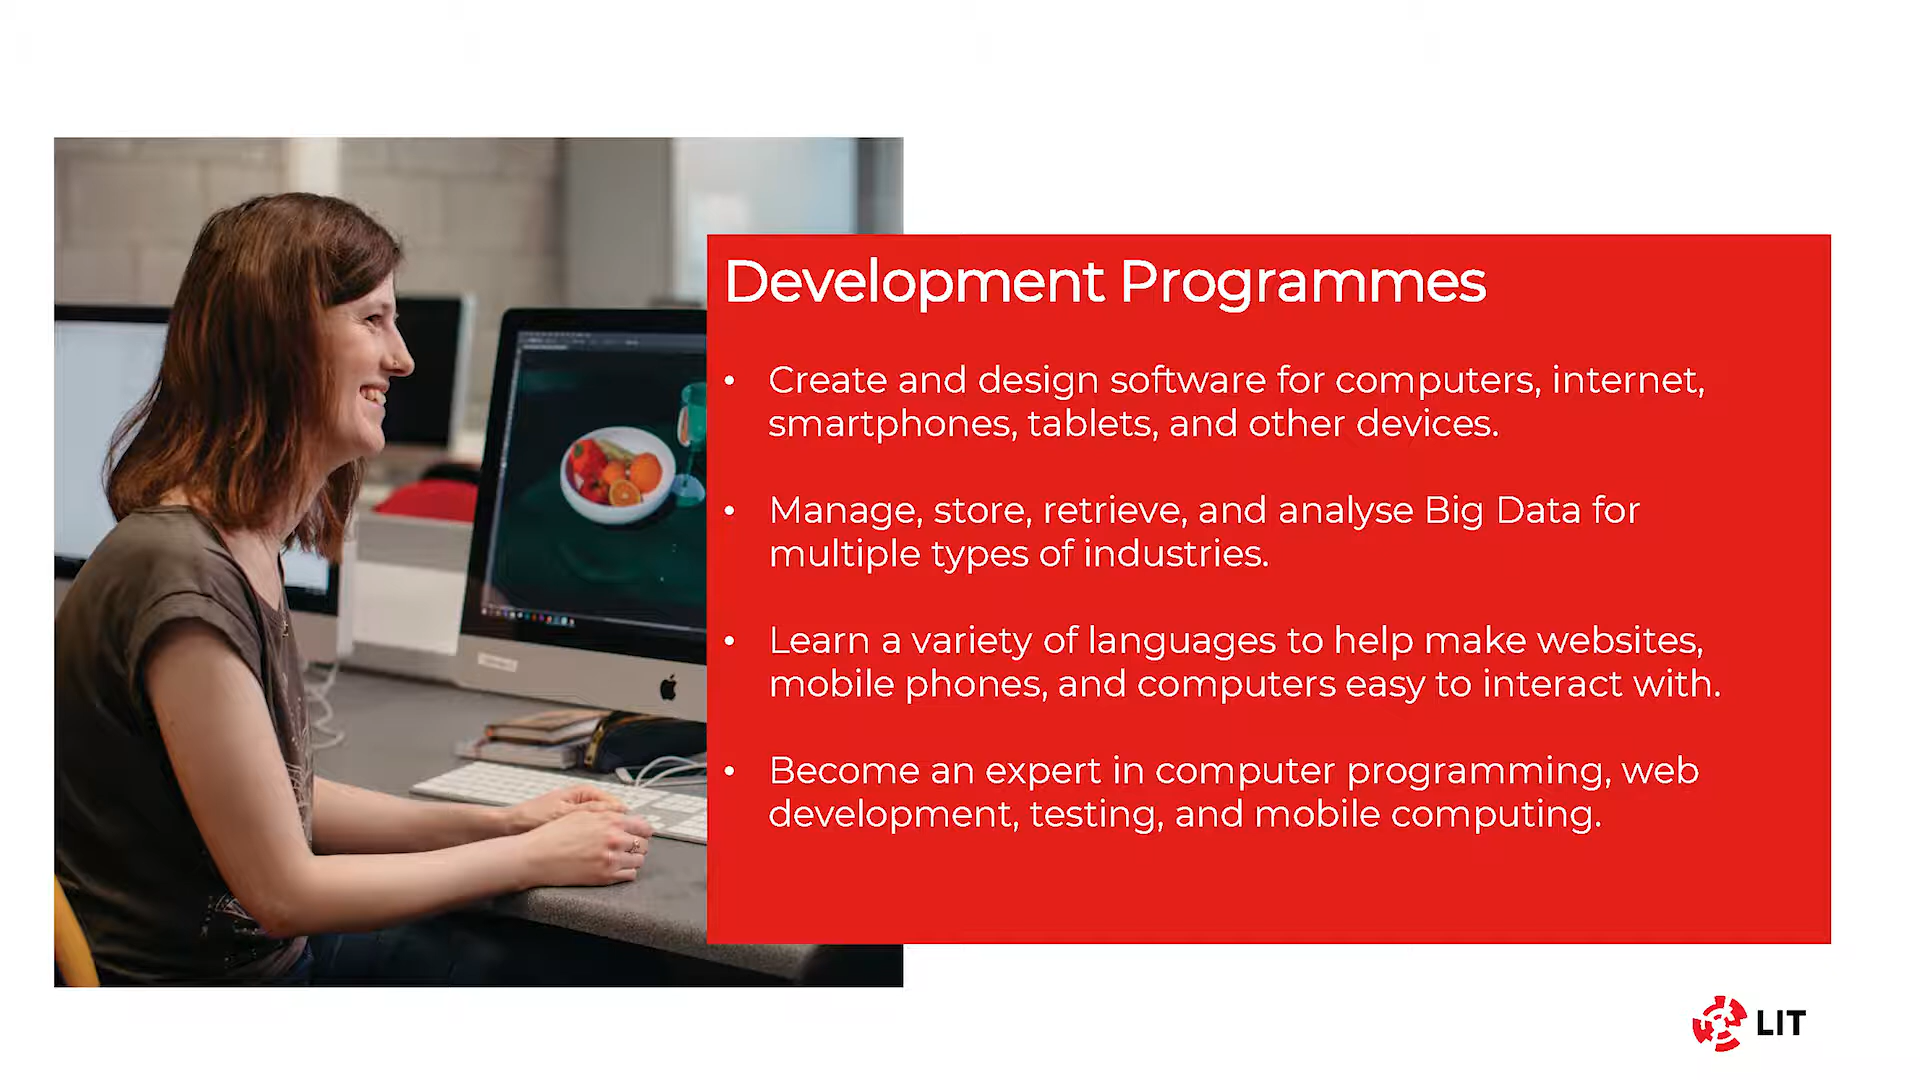 Development Programmes
• Create and design software for computers, internet,
smartphones, tablets, and other devices.
• Manage, store, retrieve, and analyse Big Data for
multiple types of industries.
• Learn a variety of languages to help make websites,
mobile phones, and computers easy to interact with.
• Become an expert in computer programming, web
development, testing, and mobile computing.
LIT